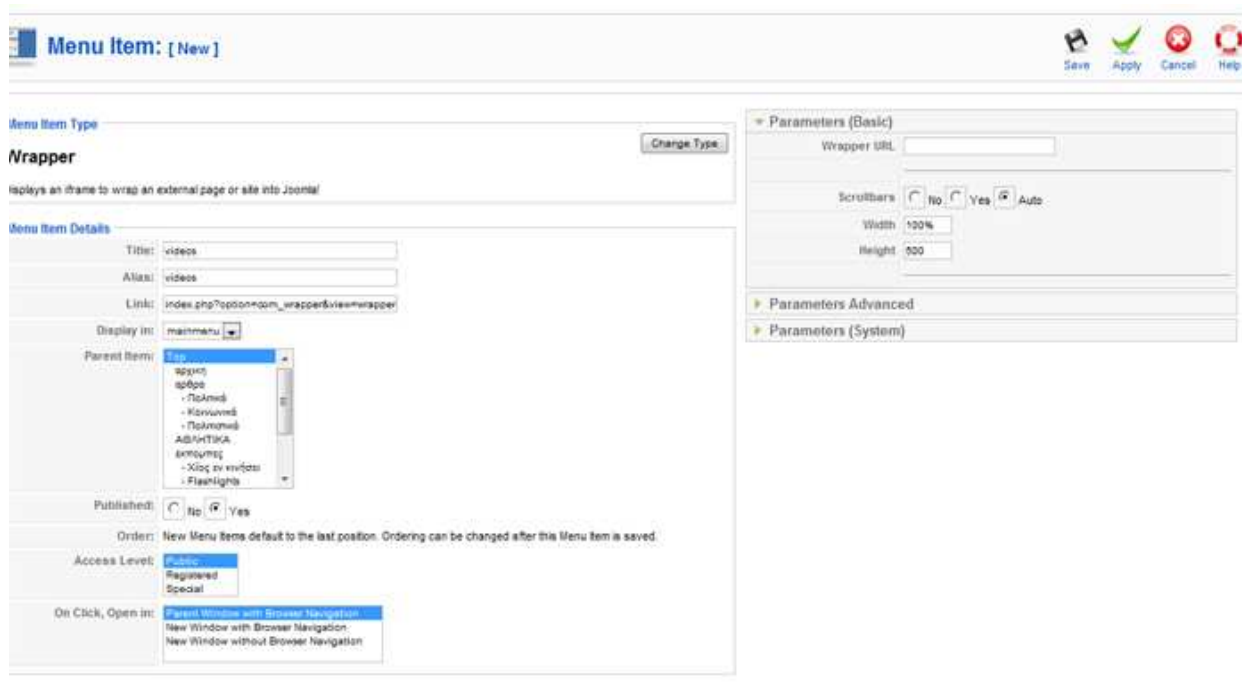 Menu Item: [ New ]
Save
Apply
Cancel
Help
Menu Item Type
Wrapper
Change Type
Displays an iframe to wrap an external page or site into Joomla!
Menu Item Details
Title: videos
Alias: videos
Link: index.php?option=com_wrapper&view=wrapper
Display in: mainmenu
Parent Item: Top
αρχική
αρθρα
- Πολιτικά
- Κοινωνικά
- Πολιτιστικά
ΑΘΛΗΤΙΚΑ
εκπομπες
- Χίος εν κινήσει
- Flashlights
Published: No Yes
Order: New Menu Items default to the last position. Ordering can be changed after this Menu Item is saved.
Access Level: Public
Registered
Special
On Click, Open in: Parent Window with Browser Navigation
New Window with Browser Navigation
New Window without Browser Navigation
Parameters (Basic)
Wrapper URL
Scrollbars No Yes Auto
Width 100%
Height 500
Parameters Advanced
Parameters (System)